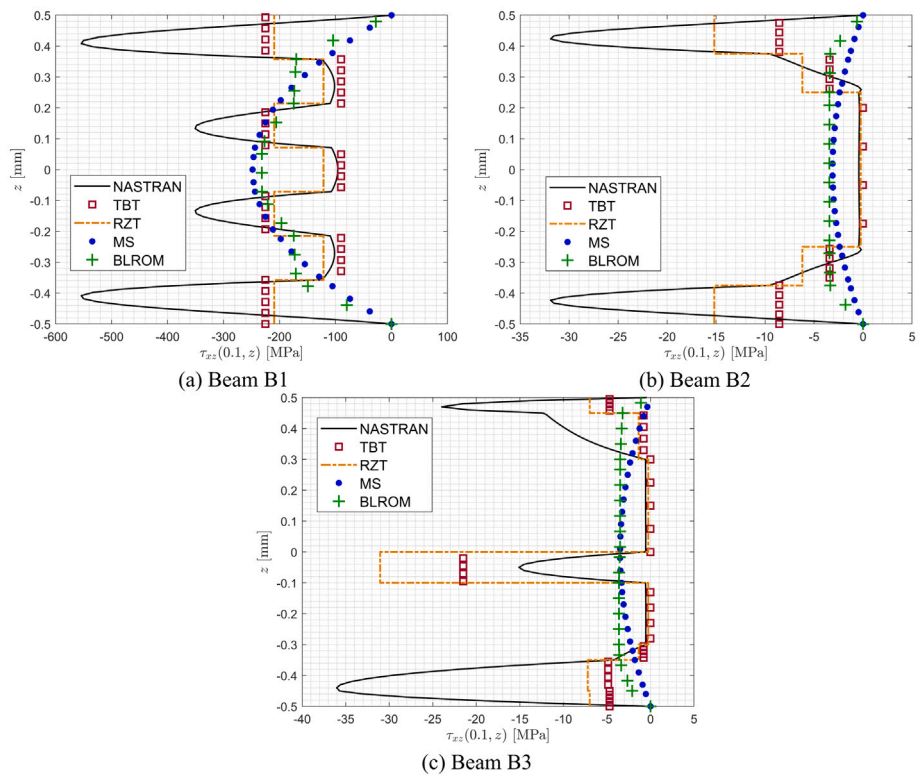 0.5
0.4
0.3
0.2
0.1
0
-0.1
-0.2
-0.3
-0.4
-0.5
z [mm]
NASTRAN
TBT
RZT
MS
BLROM
-600 -500 -400 -300 -200 -100 0 100
τxz(0.1, z) [MPa]
(a) Beam B1
0.5
0.4
0.3
0.2
0.1
0
-0.1
-0.2
-0.3
-0.4
-0.5
z [mm]
NASTRAN
TBT
RZT
MS
BLROM
-35 -30 -25 -20 -15 -10 -5 0 5
τxz(0.1, z) [MPa]
(b) Beam B2
0.5
0.4
0.3
0.2
0.1
0
-0.1
-0.2
-0.3
-0.4
-0.5
z [mm]
NASTRAN
TBT
RZT
MS
BLROM
-40 -35 -30 -25 -20 -15 -10 -5 0 5
τxz(0.1, z) [MPa]
(c) Beam B3